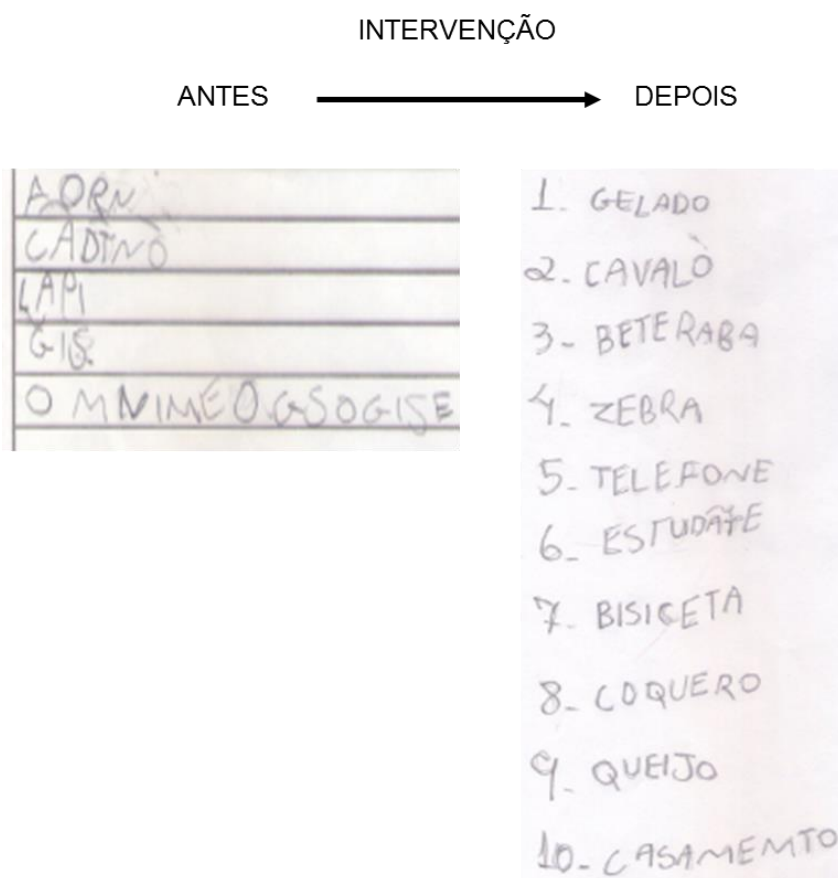 INTERVENÇÃO
ANTES DEPOIS
AORN
CADINO
LAPI
GIS
O MNIMEOGSOGISE
1. GELADO
2. CAVALO
3- BETERABA
4- ZEBRA
5- TELEFONE
6- ESTUDATE
7- BISICETA
8- COQUERO
9- QUEIJO
10- CASAMEMTO